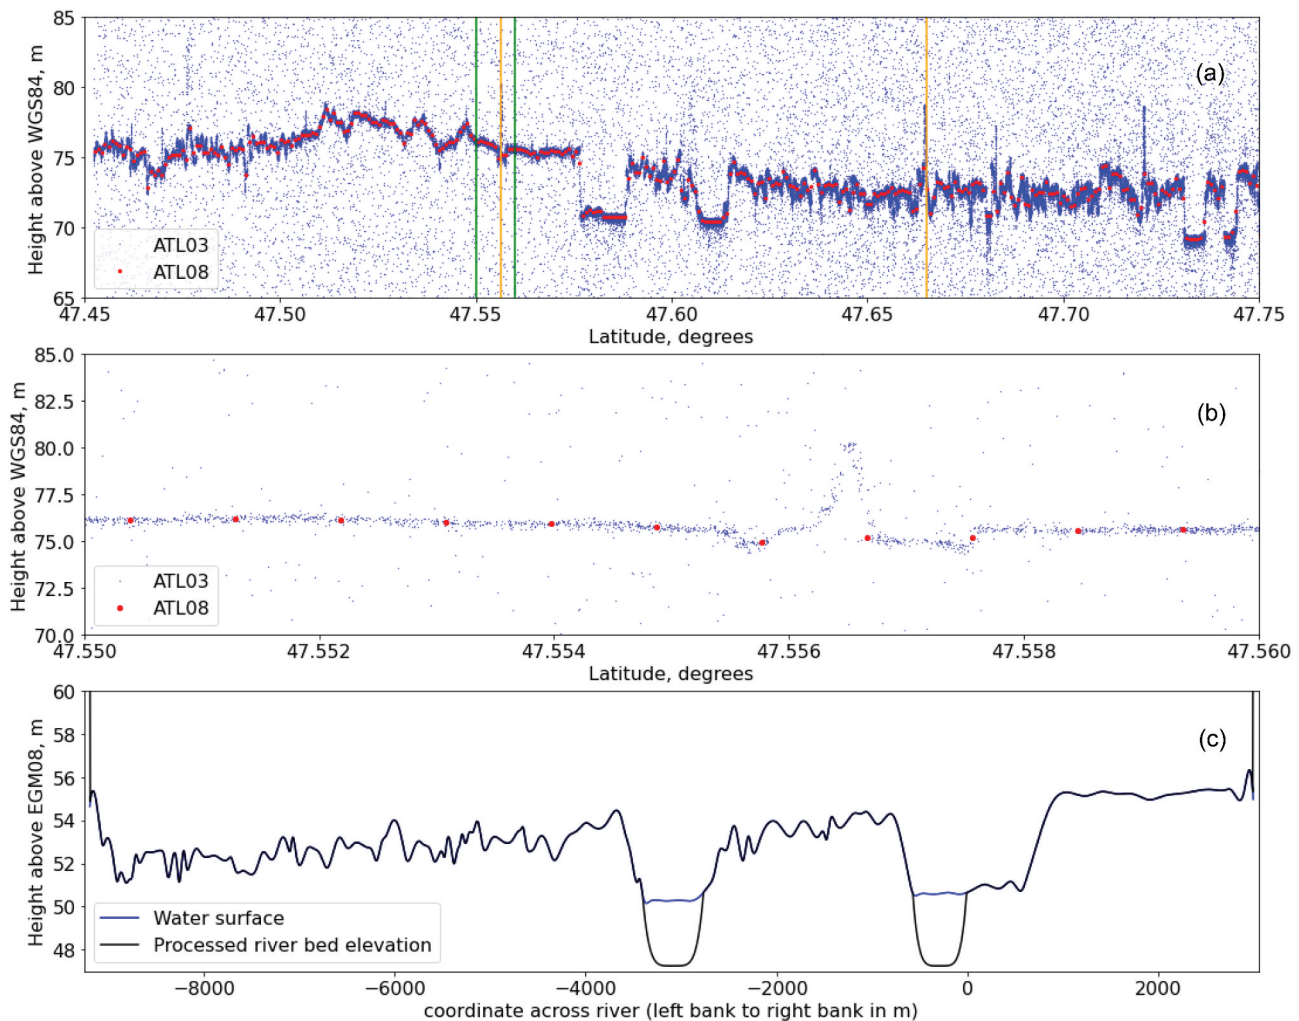 85
80
75
70
65
Height above WGS84, m
(a)
ATL03
ATL08
47.45
47.50
47.55
47.60
47.65
47.70
47.75
Latitude, degrees
85.0
82.5
80.0
77.5
75.0
72.5
70.0
Height above WGS84, m
(b)
ATL03
ATL08
47.550
47.552
47.554
47.556
47.558
47.560
Latitude, degrees
60
58
56
54
52
50
48
Height above EGM08, m
(c)
Water surface
Processed river bed elevation
−8000
−6000
−4000
−2000
0
2000
coordinate across river (left bank to right bank in m)